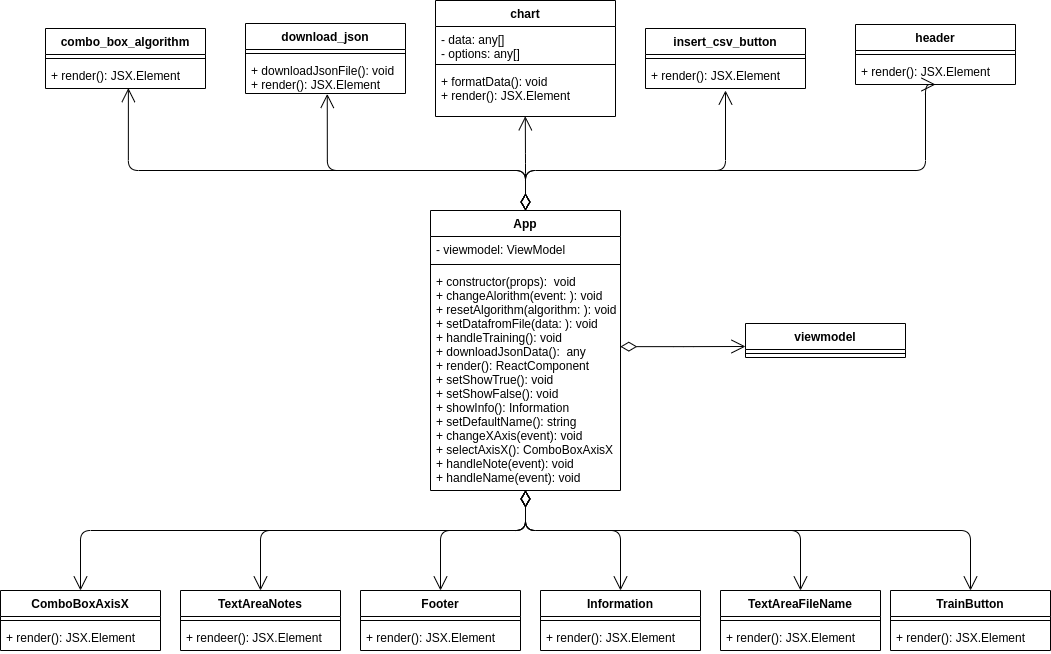 combo_box_algorithm
+ render(): JSX.Element
download_json
+ downloadJsonFile(): void
+ render(): JSX.Element
chart
- data: any[]
- options: any[]
+ formatData(): void
+ render(): JSX.Element
insert_csv_button
+ render(): JSX.Element
header
+ render(): JSX.Element
App
- viewmodel: ViewModel
+ constructor(props):  void
+ changeAlorithm(event: ): void
+ resetAlgorithm(algorithm: ): void
+ setDatafromFile(data: ): void
+ handleTraining(): void
+ downloadJsonData():  any
+ render(): ReactComponent
+ setShowTrue(): void
+ setShowFalse(): void
+ showInfo(): Information
+ setDefaultName(): string
+ changeXAxis(event): void
+ selectAxisX(): ComboBoxAxisX
+ handleNote(event): void
+ handleName(event): void
viewmodel
ComboBoxAxisX
+ render(): JSX.Element
TextAreaNotes
+ rendeer(): JSX.Element
Footer
+ render(): JSX.Element
Information
+ render(): JSX.Element
TextAreaFileName
+ render(): JSX.Element
TrainButton
+ render(): JSX.Element